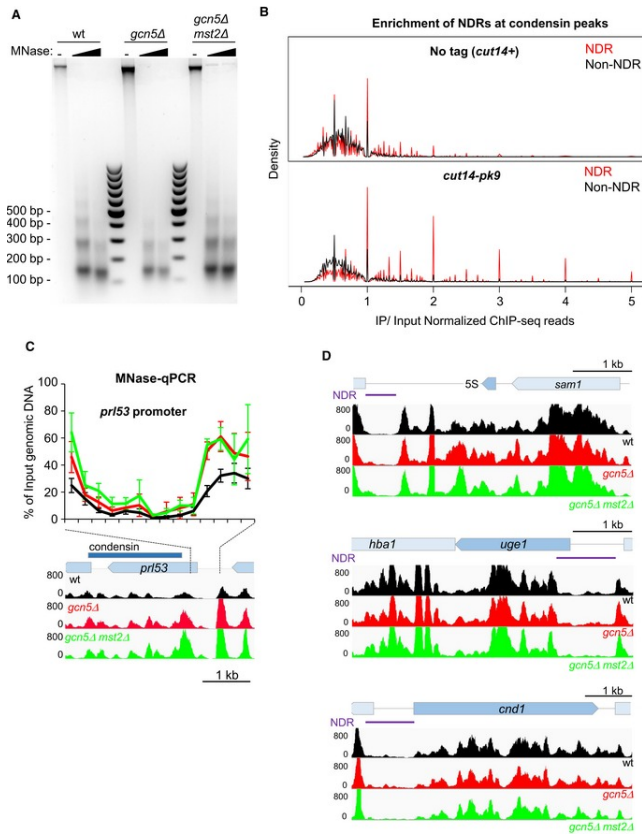 A
wt
gcn5Δ
gcn5Δ
mst2Δ
MNase:
-
-
-
500 bp -
400 bp -
300 bp -
200 bp -
100 bp -
B
Enrichment of NDRs at condensin peaks
No tag (cut14+)
NDR
Non-NDR
cut14-pk9
NDR
Non-NDR
Density
0
1
2
3
4
5
IP/ Input Normalized ChIP-seq reads
C
MNase-qPCR
prl53 promoter
% of Input genomic DNA
100
80
60
40
20
0
condensin
prl53
800
wt
0
800
gcn5Δ
0
800
gcn5Δ mst2Δ
0
1 kb
D
1 kb
5S
sam1
NDR
800
0
wt
800
0
gcn5Δ
800
0
gcn5Δ mst2Δ
1 kb
hba1
uge1
NDR
800
0
wt
800
0
gcn5Δ
800
0
gcn5Δ mst2Δ
1 kb
cnd1
NDR
800
0
wt
800
0
gcn5Δ
800
0
gcn5Δ mst2Δ